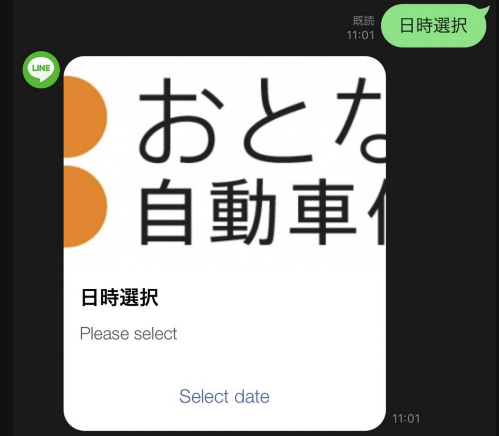 既読
11:01
日時選択
LINE
おとな
自動車
日時選択
Please select
Select date
11:01